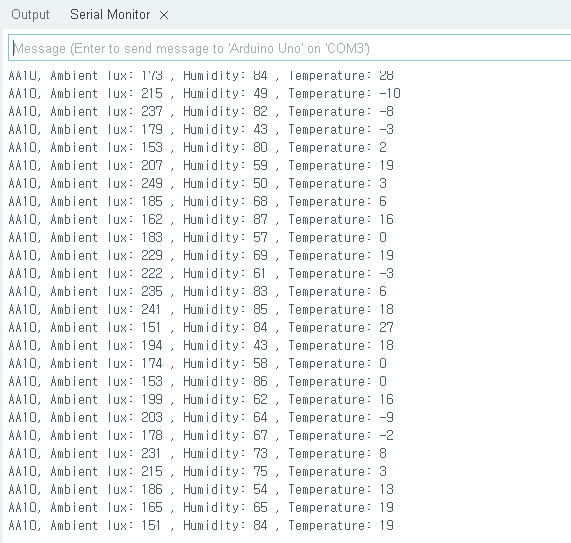 Output Serial Monitor ×
Message (Enter to send message to 'Arduino Uno' on 'COM3')
AA10, Ambient lux: 173 , Humidity: 84 , Temperature: 28
AA10, Ambient lux: 215 , Humidity: 49 , Temperature: -10
AA10, Ambient lux: 237 , Humidity: 82 , Temperature: -8
AA10, Ambient lux: 179 , Humidity: 43 , Temperature: -3
AA10, Ambient lux: 153 , Humidity: 80 , Temperature: 2
AA10, Ambient lux: 207 , Humidity: 59 , Temperature: 19
AA10, Ambient lux: 249 , Humidity: 50 , Temperature: 3
AA10, Ambient lux: 185 , Humidity: 68 , Temperature: 6
AA10, Ambient lux: 162 , Humidity: 87 , Temperature: 16
AA10, Ambient lux: 183 , Humidity: 57 , Temperature: 0
AA10, Ambient lux: 229 , Humidity: 69 , Temperature: 19
AA10, Ambient lux: 222 , Humidity: 61 , Temperature: -3
AA10, Ambient lux: 235 , Humidity: 83 , Temperature: 6
AA10, Ambient lux: 241 , Humidity: 85 , Temperature: 18
AA10, Ambient lux: 151 , Humidity: 84 , Temperature: 27
AA10, Ambient lux: 194 , Humidity: 43 , Temperature: 18
AA10, Ambient lux: 174 , Humidity: 58 , Temperature: 0
AA10, Ambient lux: 153 , Humidity: 86 , Temperature: 0
AA10, Ambient lux: 199 , Humidity: 62 , Temperature: 16
AA10, Ambient lux: 203 , Humidity: 64 , Temperature: -9
AA10, Ambient lux: 178 , Humidity: 67 , Temperature: -2
AA10, Ambient lux: 231 , Humidity: 73 , Temperature: 8
AA10, Ambient lux: 215 , Humidity: 75 , Temperature: 3
AA10, Ambient lux: 186 , Humidity: 54 , Temperature: 13
AA10, Ambient lux: 165 , Humidity: 65 , Temperature: 19
AA10, Ambient lux: 151 , Humidity: 84 , Temperature: 19